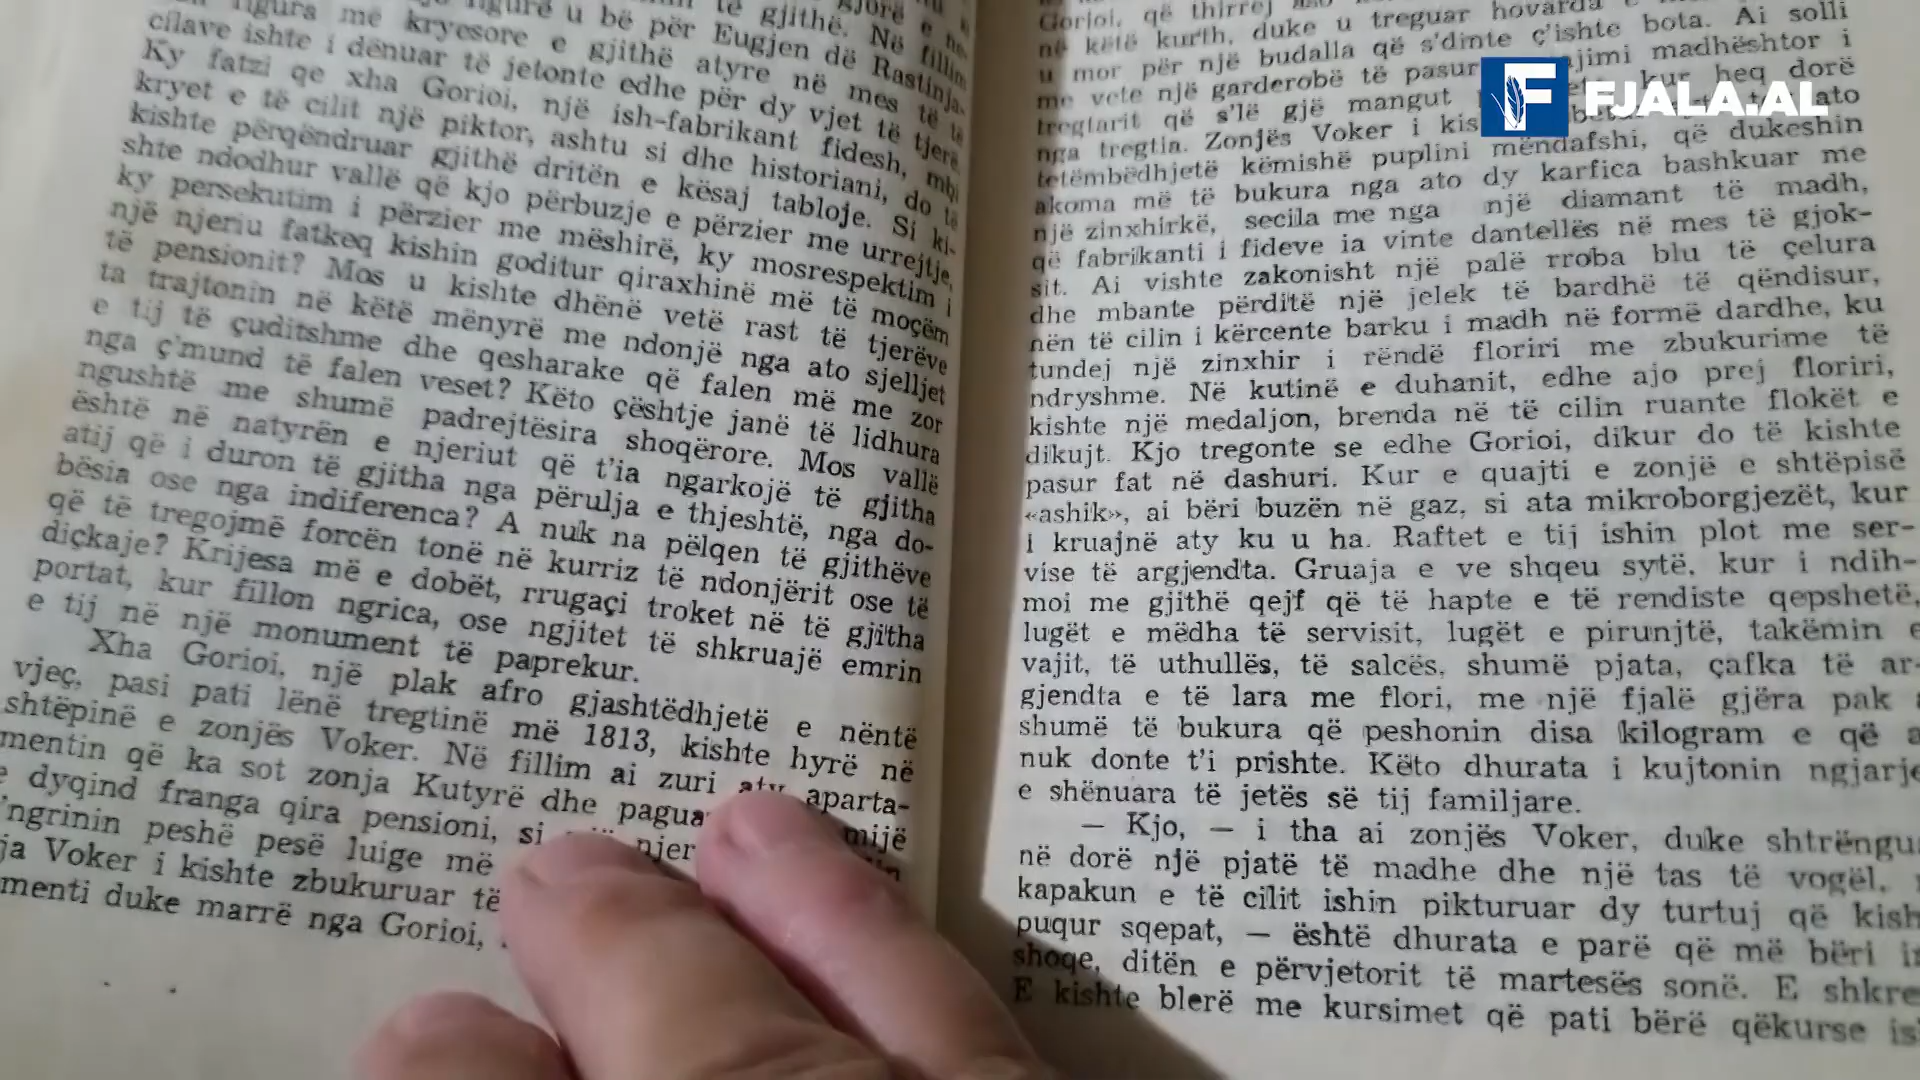 të gjithë. Në fillim
figurë u bë për Eugjen dë Rastinja-
më kryesore e gjithë atyre në mes të të
cilave ishte i dënuar të jetonte edhe për dy vjet të tjerë.
Ky fatzi qe xha Gorioi, një ish-fabrikant fidesh, mbi
kryet e të cilit një piktor, ashtu si dhe historiani, do të
kishte përqëndruar gjithë dritën e kësaj tabloje. Si ki-
shte ndodhur vallë që kjo përbuzje e përzier me urrejtje,
ky persekutim i përzier me mëshirë, ky mosrespektim i
një njeriu fatkeq kishin goditur qiraxhinë më të moçëm
të pensionit? Mos u kishte dhënë vetë rast të tjerëve
ta trajtonin në këtë mënyrë me ndonjë nga ato sjelljet
e tij të çuditshme dhe qesharake që falen më me zor
nga ç'mund të falen veset? Këto çështje janë të lidhura
ngushtë me shumë padrejtësira shoqërore. Mos vallë
është në natyrën e njeriut që t'ia ngarkojë të gjitha
atij që i duron të gjitha nga përulja e thjeshtë, nga do-
bësia ose nga indiferenca? A nuk na pëlqen të gjithëve
që të tregojmë forcën tonë në kurriz të ndonjërit ose të
diçkaje? Krijesa më e dobët, rrugaçi troket në të gjitha
portat, kur fillon ngrica, ose ngjitet të shkruajë emrin
e tij në një monument të paprekur.
Xha Gorioi, një plak afro gjashtëdhjetë e nëntë
vjeç, pasi pati lënë tregtinë më 1813, kishte hyrë në
shtëpinë e zonjës Voker. Në fillim ai zuri aty aparta-
mentin që ka sot zonja Kutyrë dhe mijë
e dyqind franga qira pensioni, si
ngrinin peshë pesë luige më
ja Voker i kishte zbukuruar të
menti duke marrë nga Gorioi,
Gorioi, që thirrej
në këtë kurth, duke u treguar
u mor për një budalla që s'dinte ç'ishte bota. Ai solli
me vete një garderobë të pasur madhështor i
tregtarit që s'lë gjë mangut kur heq dorë
nga tregtia. Zonjës Voker i ato
tetëmbëdhjetë këmishë puplini mëndafshi, që dukeshin
akoma më të bukura nga ato dy karfica bashkuar me
një zinxhirkë, secila me nga një diamant të madh,
që fabrikanti i fideve ia vinte dantellës në mes të gjok-
sit. Ai vishte zakonisht një palë rroba blu të çelura
dhe mbante përditë një jelek të bardhë të qëndisur,
nën të cilin i kërcente barku i madh në formë dardhe, ku
tundej një zinxhir i rëndë floriri me zbukurime të
ndryshme. Në kutinë e duhanit, edhe ajo prej floriri,
kishte një medaljon, brenda në të cilin ruante flokët e
dikujt. Kjo tregonte se edhe Gorioi, dikur do të kishte
pasur fat në dashuri. Kur e quajti e zonjë e shtëpisë
«ashik», ai bëri buzën në gaz, si ata mikroborgjezët, kur
i kruajnë aty ku u ha. Raftet e tij ishin plot me ser-
vise të argjendta. Gruaja e ve shqeu sytë, kur i ndih-
moi me gjithë qejf që të hapte e të rendiste qepshetë,
lugët e mëdha të servisit, lugët e pirunjtë, takëmin e
vajit, të uthullës, të salcës, shumë pjata, çafka të ar-
gjendta e të lara me flori, me një fjalë gjëra pak a
shumë të bukura që peshonin disa kilogram e që a
nuk donte t'i prishte. Këto dhurata i kujtonin ngjarje
e shënuara të jetës së tij familjare.
— Kjo, — i tha ai zonjës Voker, duke shtrëngu
në dorë një pjatë të madhe dhe një tas të vogël,
kapakun e të cilit ishin pikturuar dy turtuj që kish
puqur sqepat, — është dhurata e parë që më bëri
shoqe, ditën e përvjetorit të martesës sonë. E shkre
E kishte blerë me kursimet që pati bërë qëkurse
FJALA.AL